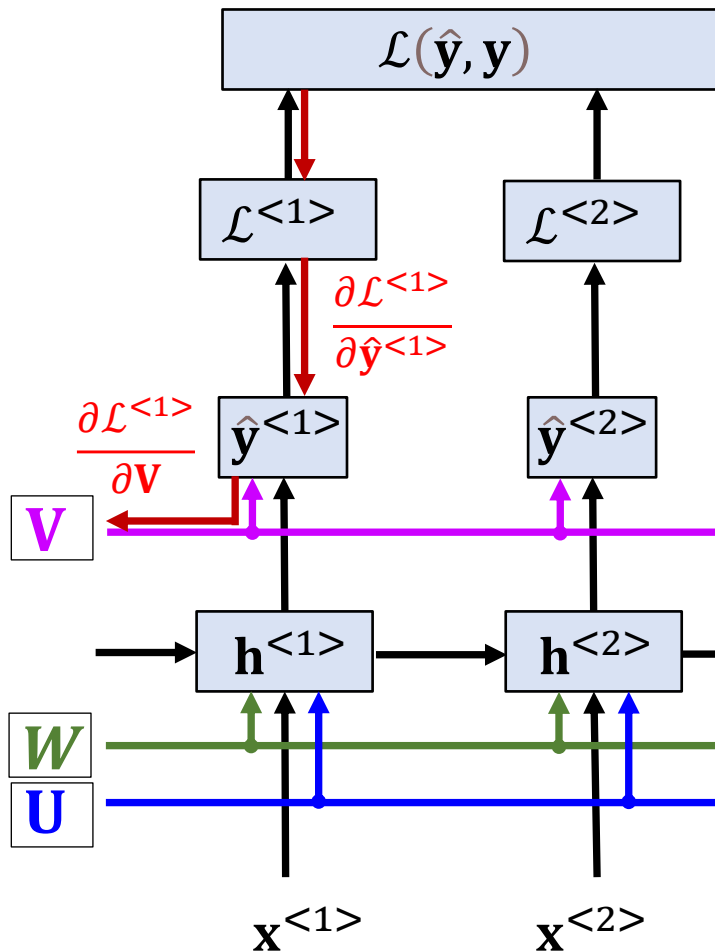 ℒ(ŷ, y)
ℒ<1> ℒ<2>
∂ℒ<1>
∂ŷ<1>
ŷ<1> ŷ<2>
∂ℒ<1>
∂V
V
h<1> h<2>
W
U
x<1> x<2>